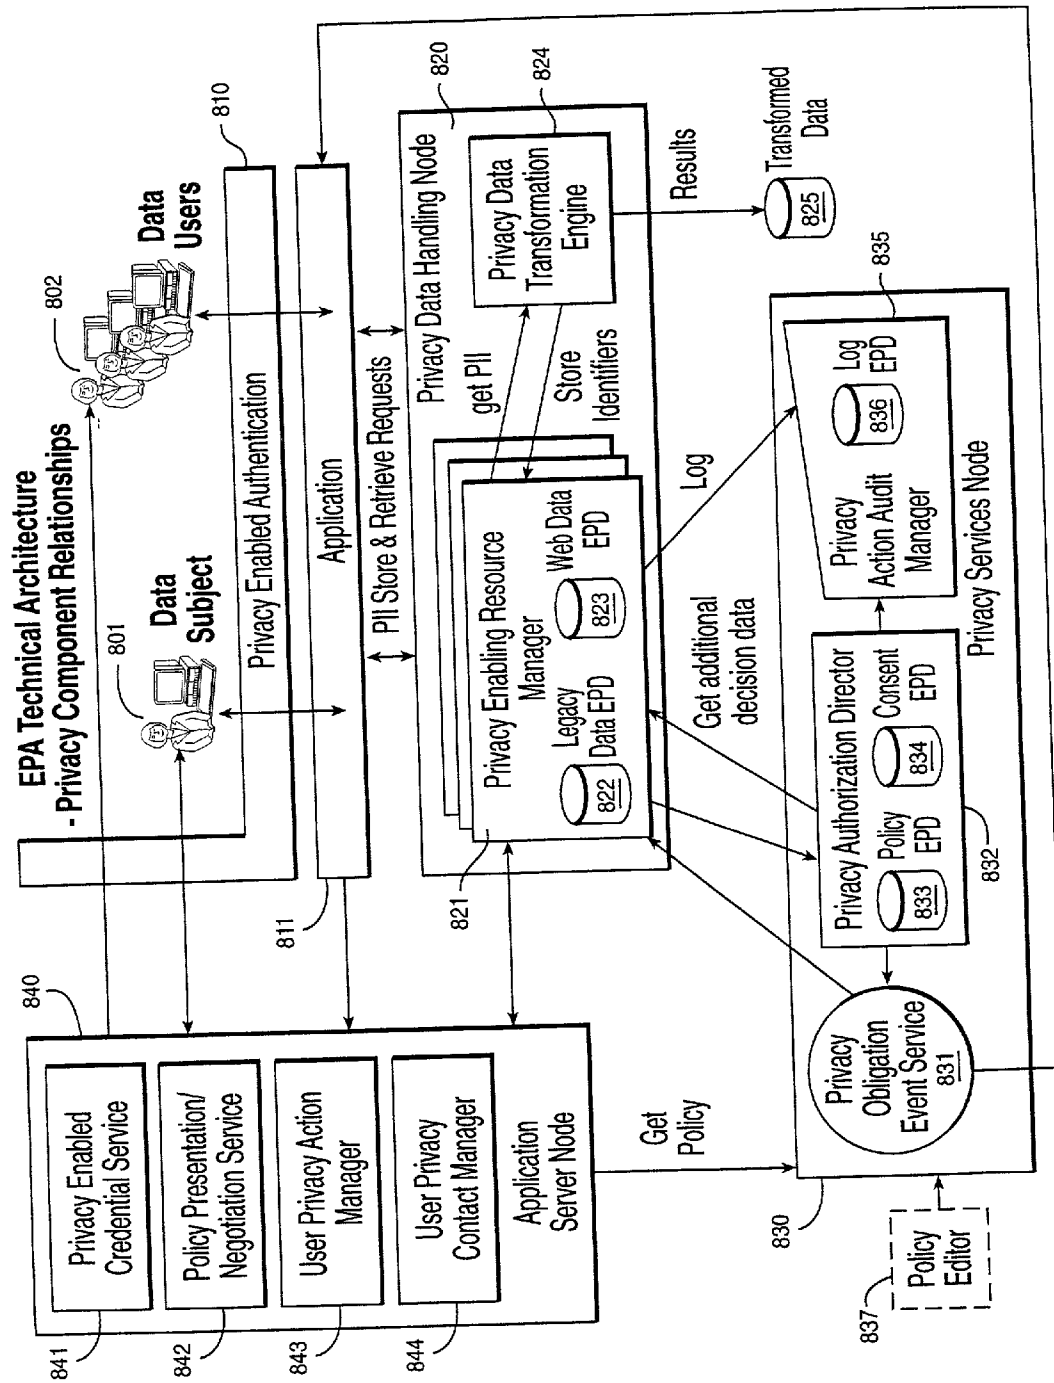 EPA Technical Architecture
- Privacy Component Relationships
840
841
Privacy Enabled
Credential Service
842
Policy Presentation/
Negotiation Service
843
User Privacy Action
Manager
844
User Privacy
Contact Manager
Application
Server Node
801
Data
Subject
802
Data
Users
810
Privacy Enabled Authentication
811
Application
PII Store & Retrieve Requests
820
Privacy Data Handling Node
821
Privacy Enabling Resource
Manager
Legacy
Data EPD
822
Web Data
EPD
823
get PII
Store
Identifiers
824
Privacy Data
Transformation
Engine
Results
825
Transformed
Data
Get
Policy
Get additional
decision data
Log
830
Privacy
Obligation
Event Service
831
832
Privacy Authorization Director
833
Policy
EPD
834
Consent
EPD
835
Privacy
Action Audit
Manager
836
Log
EPD
Privacy Services Node
837
Policy
Editor